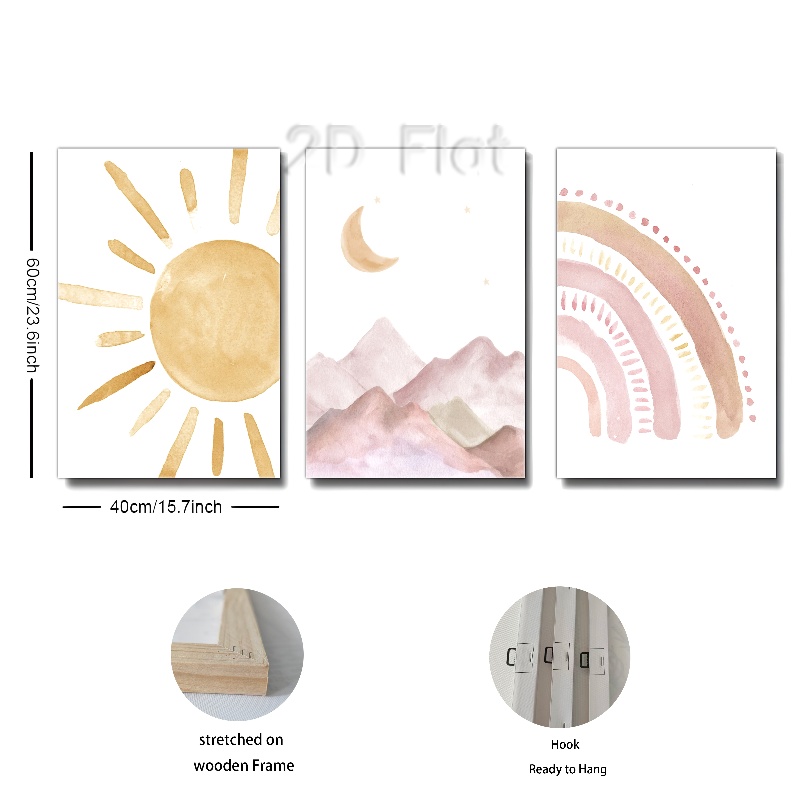 2D Flat
60cm/23.6inch
40cm/15.7inch
stretched on
wooden Frame
Hook
Ready to Hang